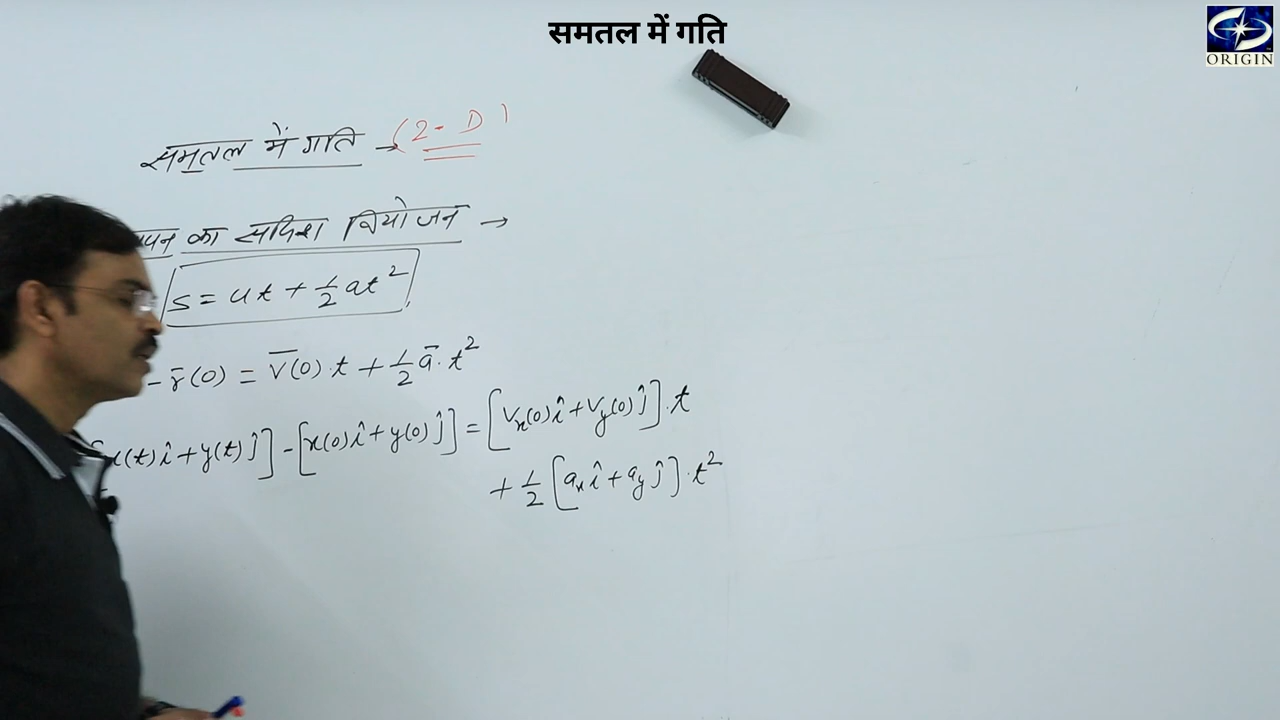 समतल में गति
ORIGIN
समतल में गति → (2-D)
का सदिश नियोजन →
s = ut + 1/2 at²
- r̄(0) = v̄(0).t + 1/2 ā.t²
x(t)î + y(t)ĵ] - [x(0)î + y(0)ĵ] = [Vx(0)î + Vy(0)ĵ].t
+ 1/2 [axî + ayĵ].t²